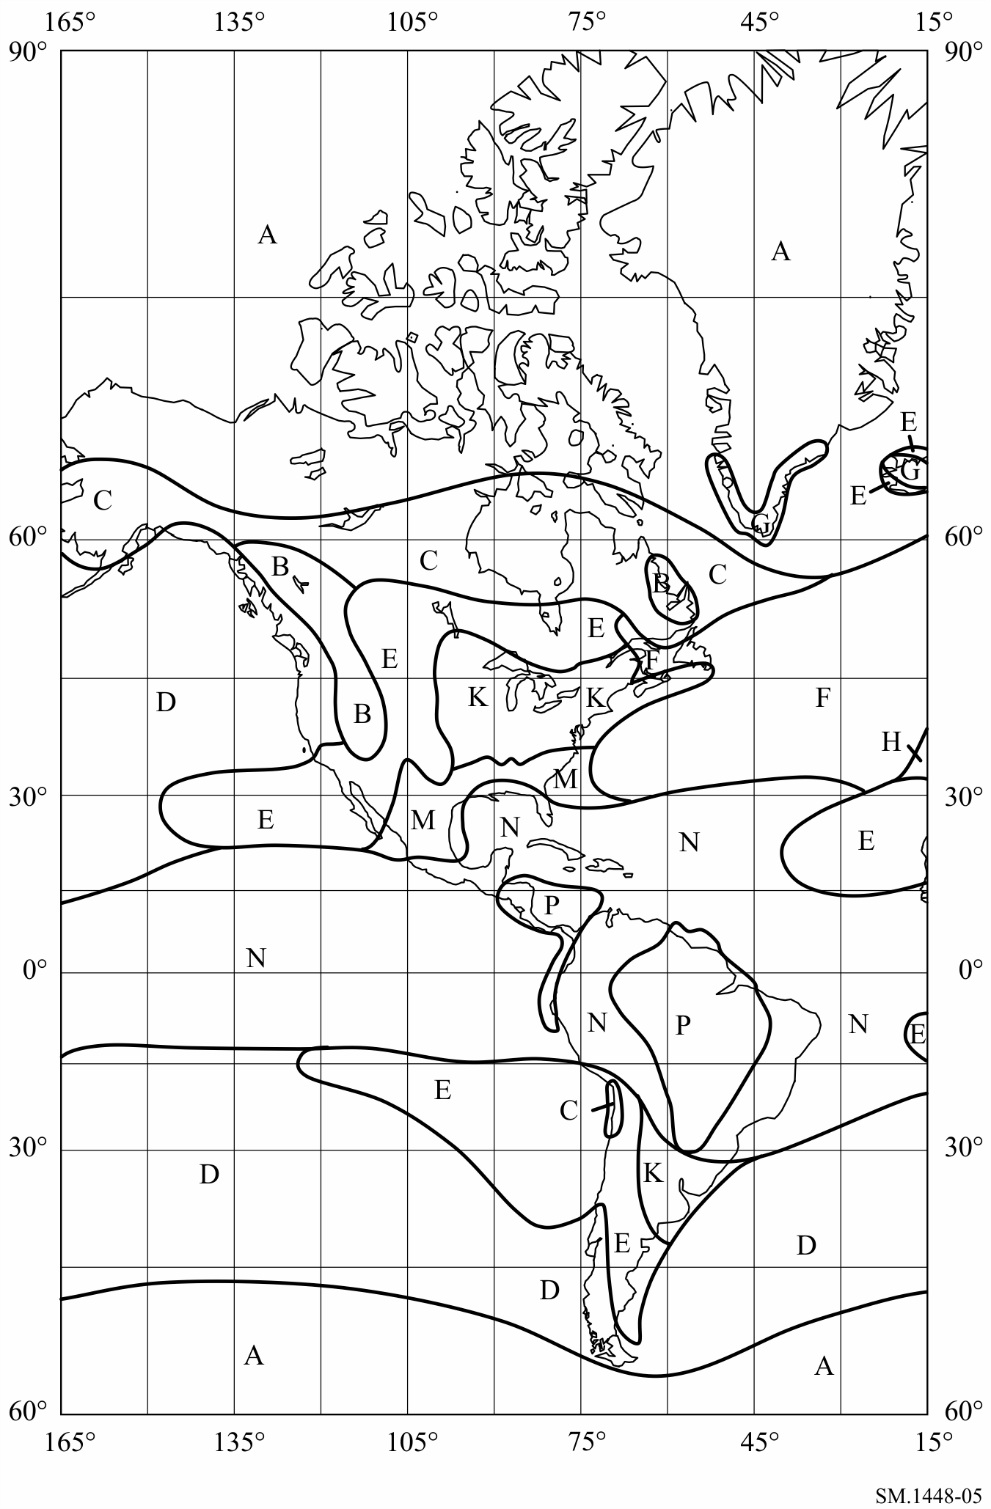 165° 135° 105° 75° 45° 15°
90° 90°
A A
E
G
C E
G
60° 60°
B C B C
E
E F
D B K K F
H
M
30° 30°
E M N N E
P
N 0° 0°
N P N E
E
C
30° 30°
D K
E D
D
A A
60° 60°
165° 135° 105° 75° 45° 15°
SM.1448-05